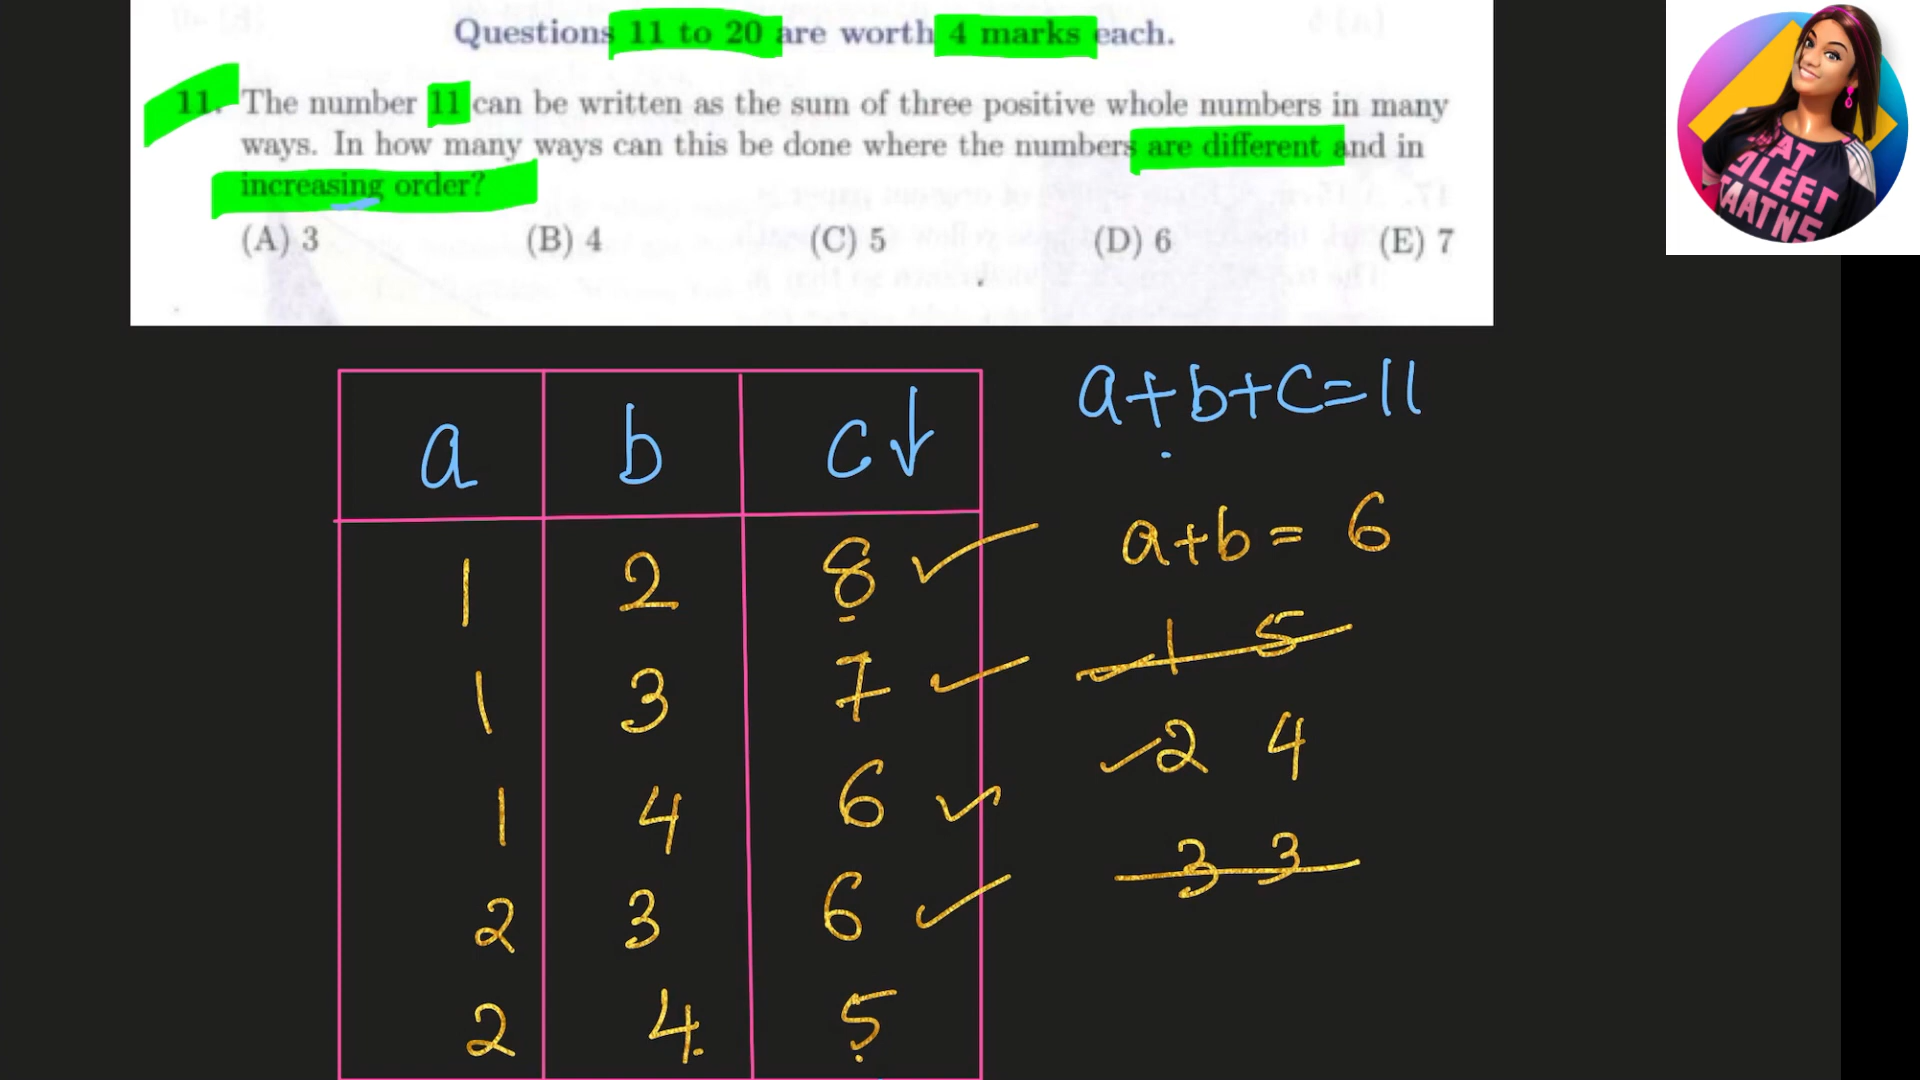 Questions 11 to 20 are worth 4 marks each.
11. The number 11 can be written as the sum of three positive whole numbers in many
ways. In how many ways can this be done where the numbers are different and in
increasing order?
(A) 3 (B) 4 (C) 5 (D) 6 (E) 7
a b c↓
1 2 8 ✓
1 3 7 ✓
1 4 6 ✓
2 3 6 ✓
2 4 5
a+b+c=11
a+b= 6
1 5
✓2 4
3 3